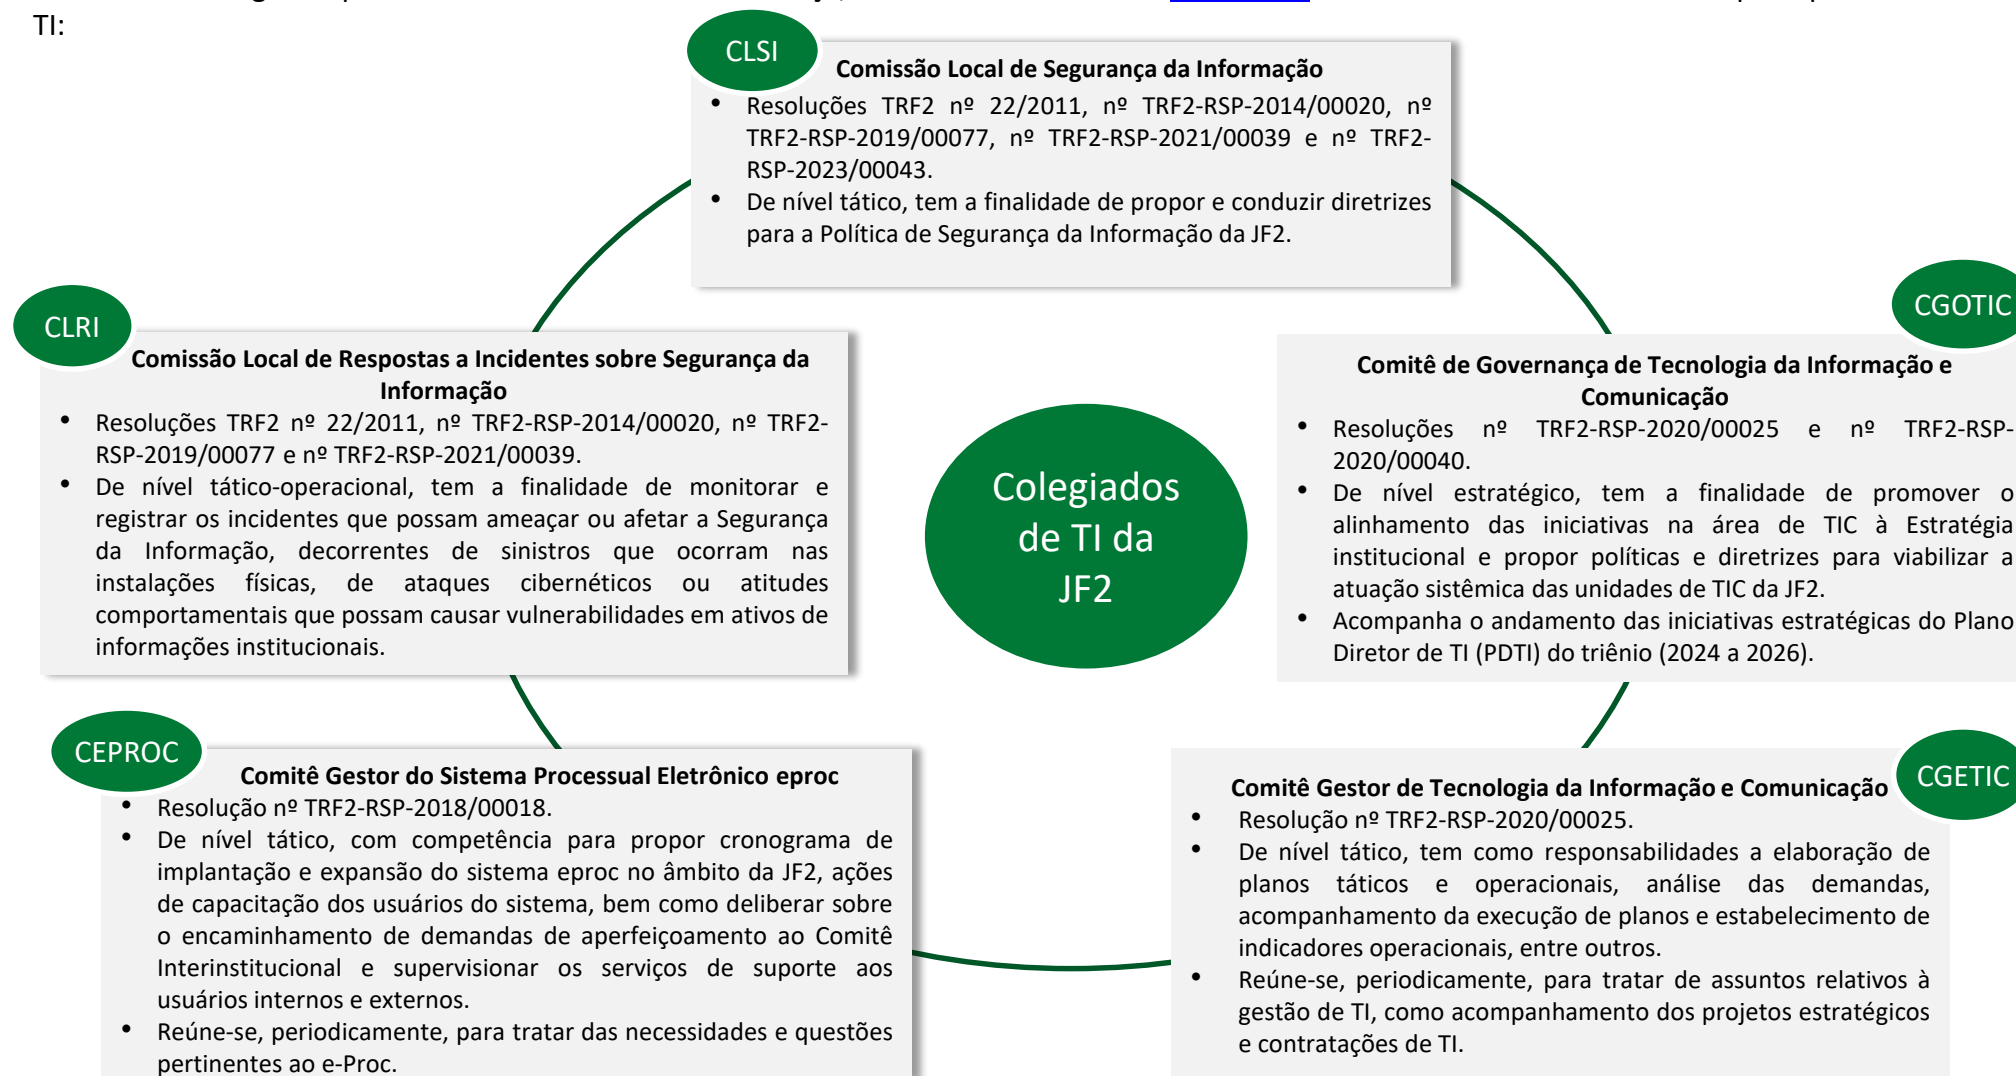 TI:
CLSI
Comissão Local de Segurança da Informação
• Resoluções TRF2 nº 22/2011, nº TRF2-RSP-2014/00020, nº
TRF2-RSP-2019/00077, nº TRF2-RSP-2021/00039 e nº TRF2-
RSP-2023/00043.
• De nível tático, tem a finalidade de propor e conduzir diretrizes
para a Política de Segurança da Informação da JF2.
CLRI
Comissão Local de Respostas a Incidentes sobre Segurança da
Informação
• Resoluções TRF2 nº 22/2011, nº TRF2-RSP-2014/00020, nº TRF2-
RSP-2019/00077 e nº TRF2-RSP-2021/00039.
• De nível tático-operacional, tem a finalidade de monitorar e
registrar os incidentes que possam ameaçar ou afetar a Segurança
da Informação, decorrentes de sinistros que ocorram nas
instalações físicas, de ataques cibernéticos ou atitudes
comportamentais que possam causar vulnerabilidades em ativos de
informações institucionais.
Colegiados
de TI da
JF2
CGOTIC
Comitê de Governança de Tecnologia da Informação e
Comunicação
• Resoluções nº TRF2-RSP-2020/00025 e nº TRF2-RSP-
2020/00040.
• De nível estratégico, tem a finalidade de promover o
alinhamento das iniciativas na área de TIC à Estratégia
institucional e propor políticas e diretrizes para viabilizar a
atuação sistêmica das unidades de TIC da JF2.
• Acompanha o andamento das iniciativas estratégicas do Plano
Diretor de TI (PDTI) do triênio (2024 a 2026).
CEPROC
Comitê Gestor do Sistema Processual Eletrônico eproc
• Resolução nº TRF2-RSP-2018/00018.
• De nível tático, com competência para propor cronograma de
implantação e expansão do sistema eproc no âmbito da JF2, ações
de capacitação dos usuários do sistema, bem como deliberar sobre
o encaminhamento de demandas de aperfeiçoamento ao Comitê
Interinstitucional e supervisionar os serviços de suporte aos
usuários internos e externos.
• Reúne-se, periodicamente, para tratar das necessidades e questões
pertinentes ao e-Proc.
CGETIC
Comitê Gestor de Tecnologia da Informação e Comunicação
• Resolução nº TRF2-RSP-2020/00025.
• De nível tático, tem como responsabilidades a elaboração de
planos táticos e operacionais, análise das demandas,
acompanhamento da execução de planos e estabelecimento de
indicadores operacionais, entre outros.
• Reúne-se, periodicamente, para tratar de assuntos relativos à
gestão de TI, como acompanhamento dos projetos estratégicos
e contratações de TI.